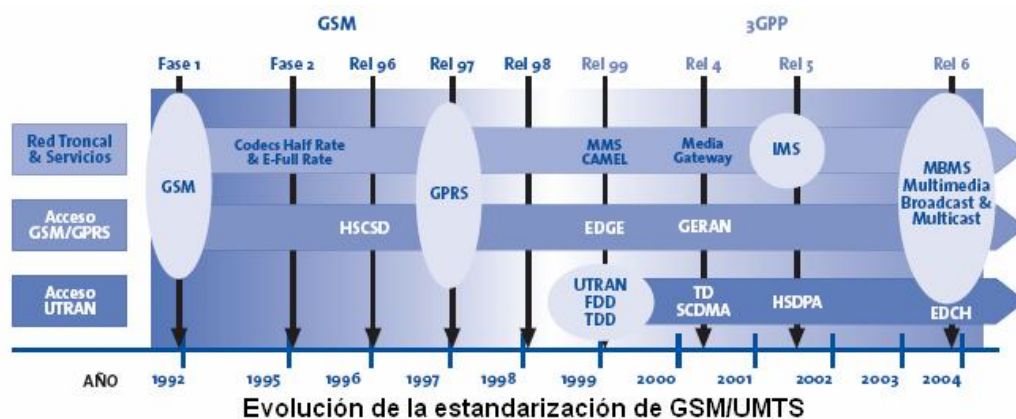 GSM 3GPP
Fase 1 Fase 2 Rel 96 Rel 97 Rel 98 Rel 99 Rel 4 Rel 5 Rel 6
Red Troncal
& Servicios
Codecs Half Rate
& E-Full Rate
MMS
CAMEL
Media
Gateway
IMS
GSM
GPRS
MBMS
Multimedia
Broadcast &
Multicast
Acceso
GSM/GPRS
HSCSD
EDGE
GERAN
Acceso
UTRAN
UTRAN
FDD
TDD
TD
SCDMA
HSDPA
EDCH
AÑO 1992 1995 1996 1997 1998 1999 2000 2001 2002 2003 2004
Evolución de la estandarización de GSM/UMTS